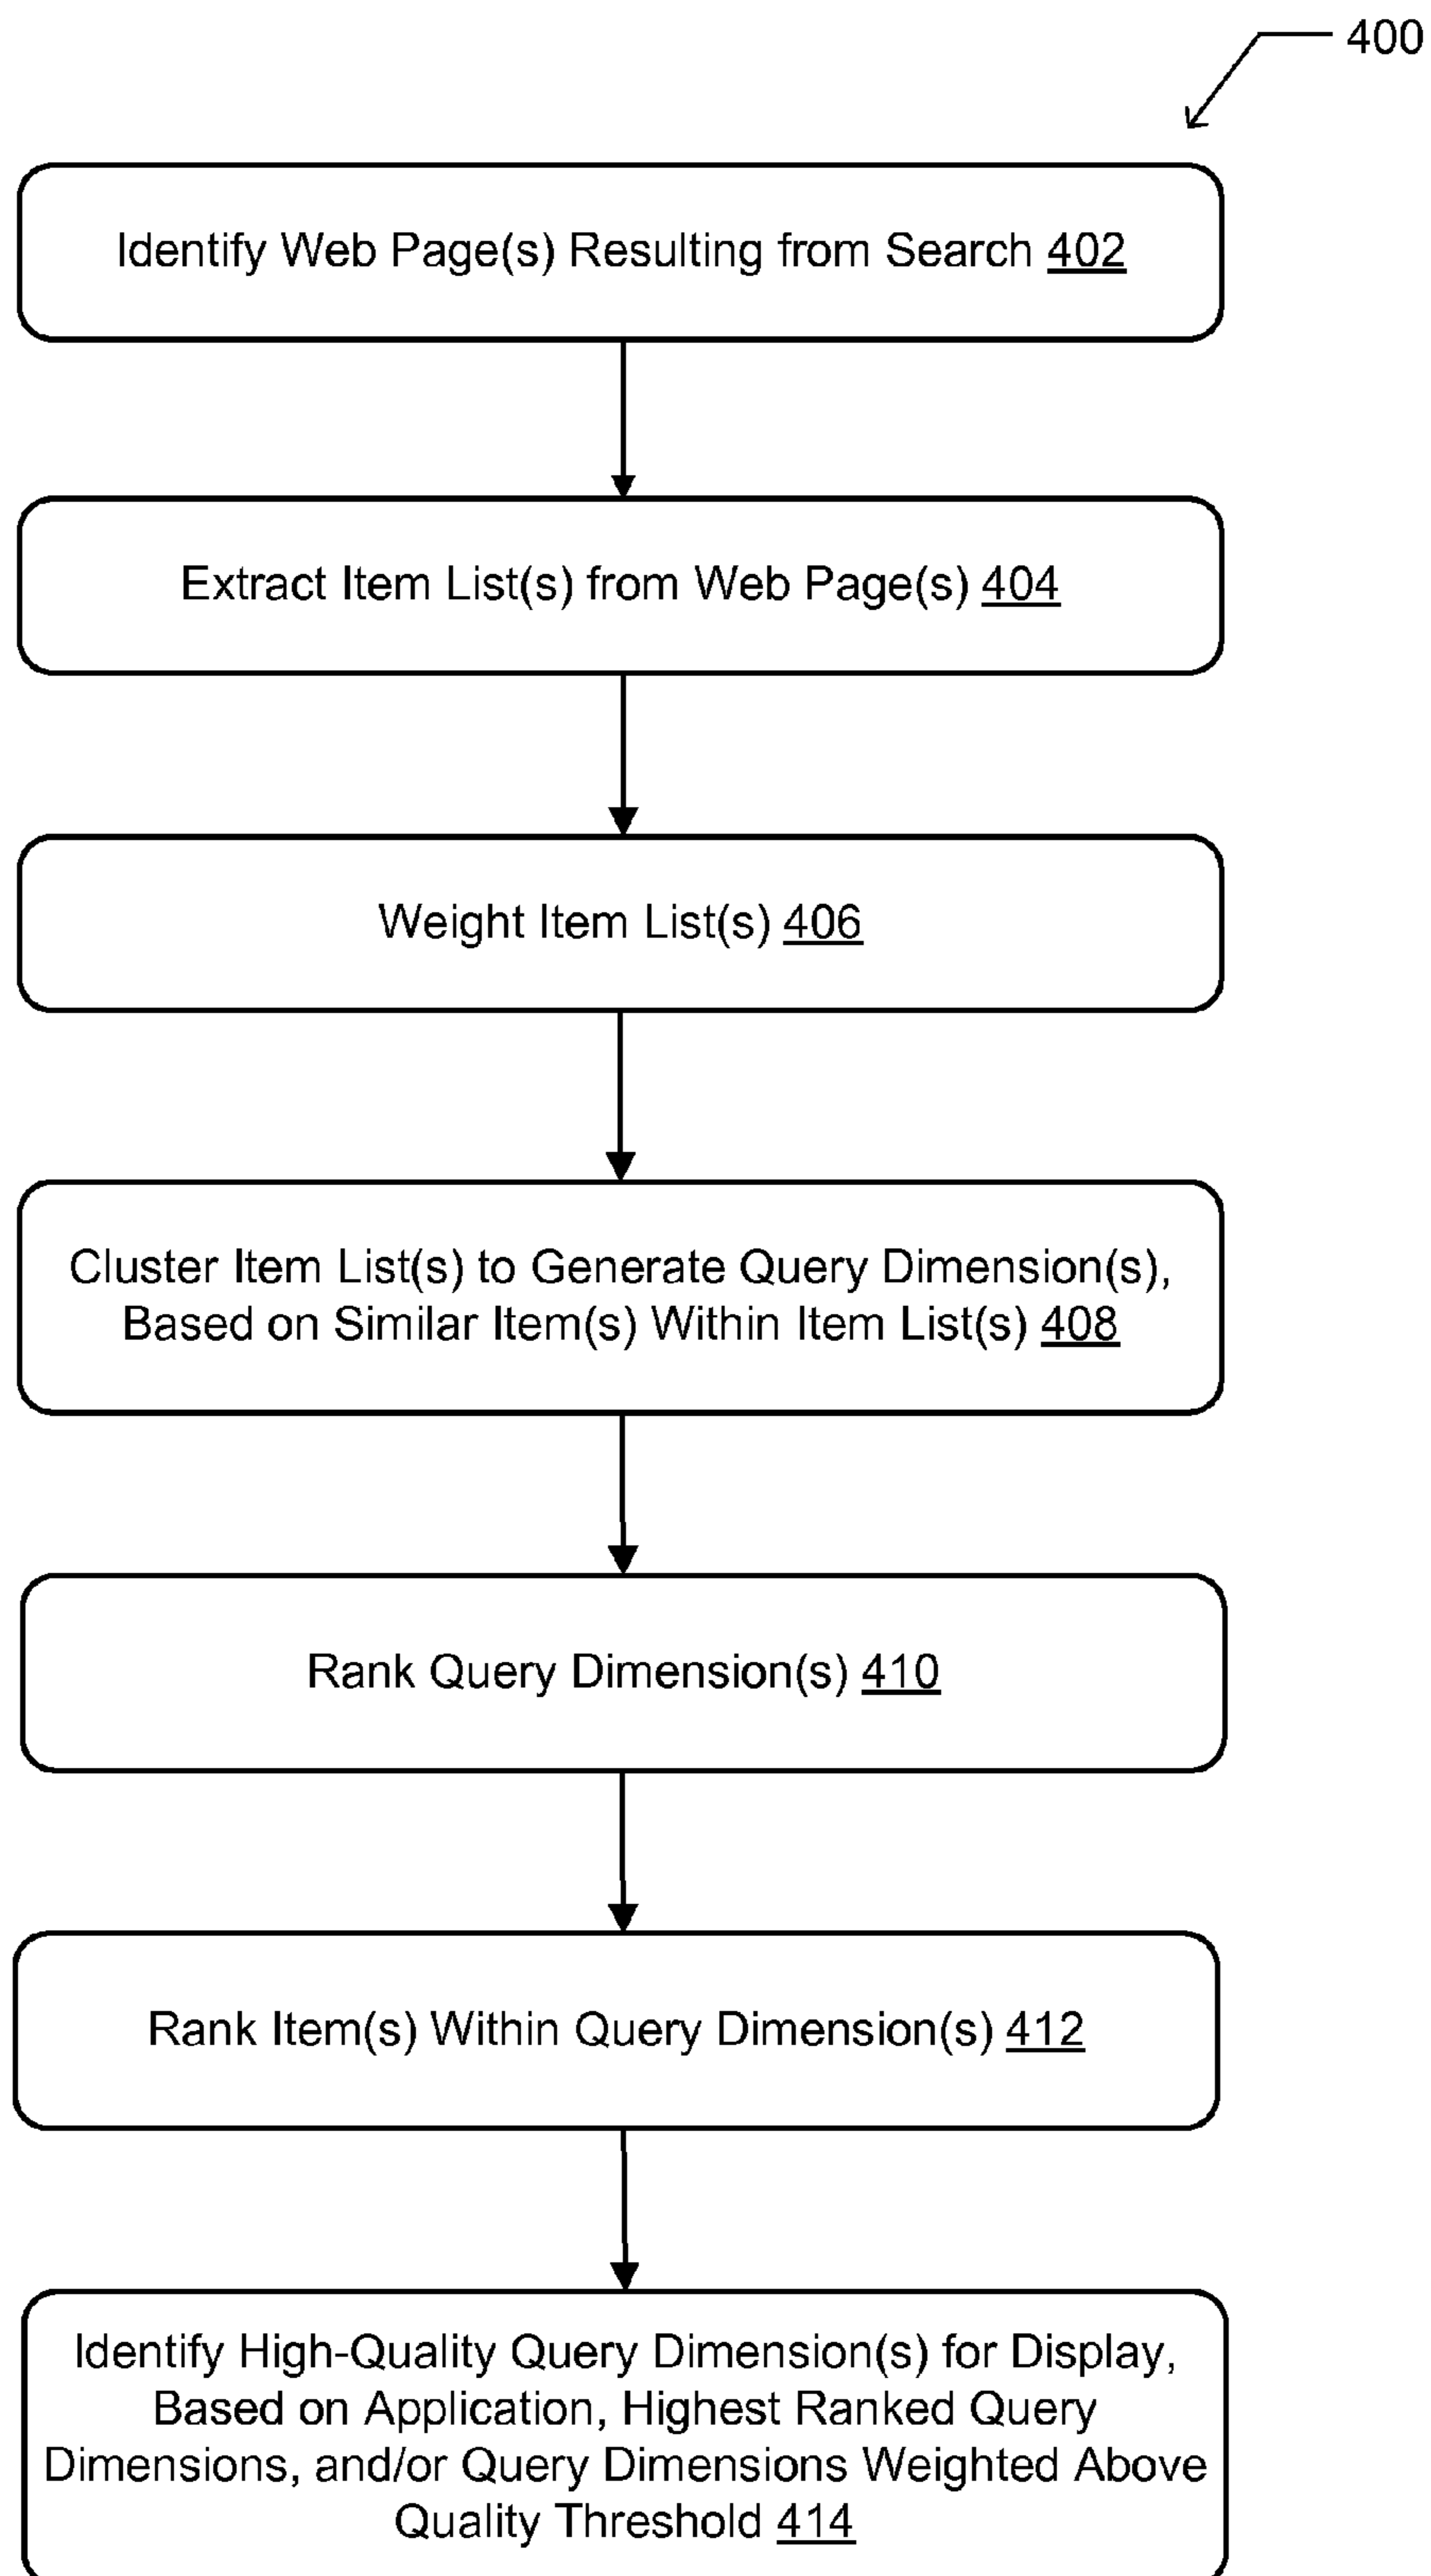 400
Identify Web Page(s) Resulting from Search 402
Extract Item List(s) from Web Page(s) 404
Weight Item List(s) 406
Cluster Item List(s) to Generate Query Dimension(s),
Based on Similar Item(s) Within Item List(s) 408
Rank Query Dimension(s) 410
Rank Item(s) Within Query Dimension(s) 412
Identify High-Quality Query Dimension(s) for Display,
Based on Application, Highest Ranked Query
Dimensions, and/or Query Dimensions Weighted Above
Quality Threshold 414